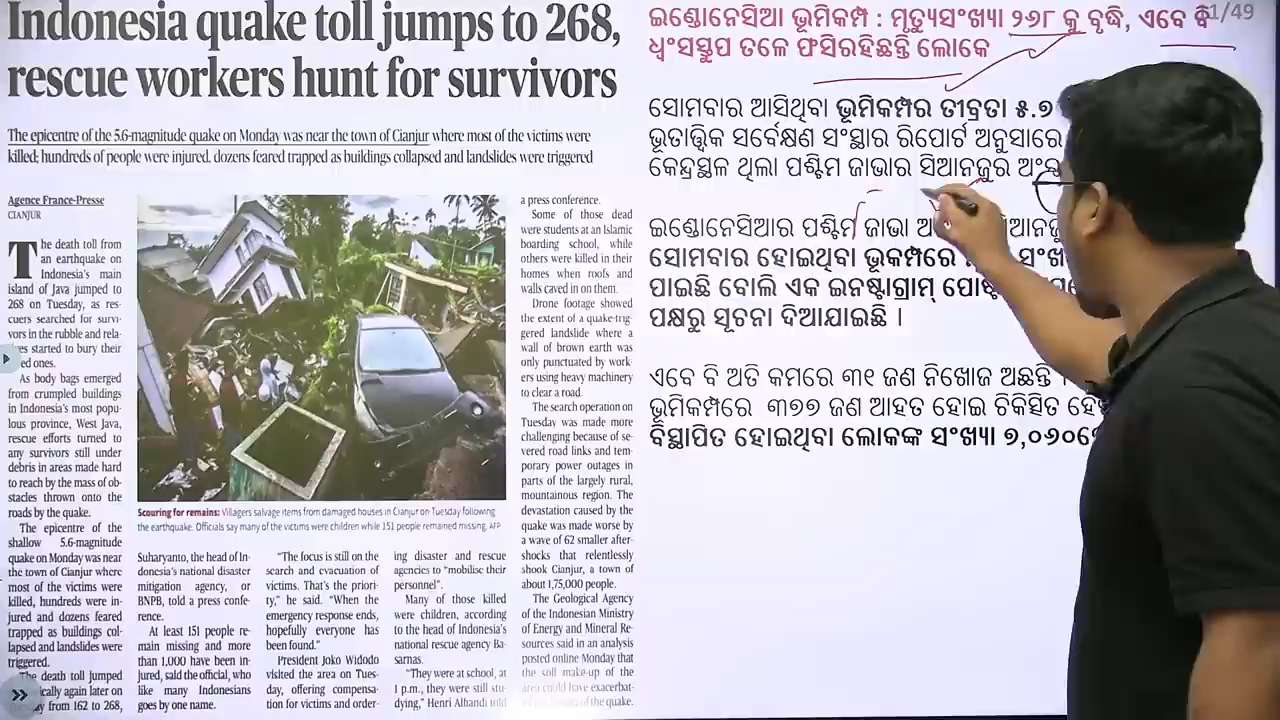 Indonesia quake toll jumps to 268,
rescue workers hunt for survivors
The epicentre of the 5.6-magnitude quake on Monday was near the town of Cianjur where most of the victims were
killed; hundreds of people were injured, dozens feared trapped as buildings collapsed and landslides were triggered
Agence France-Presse
CIANJUR
The death toll from
an earthquake on
Indonesia's main
island of Java jumped to
268 on Tuesday, as res-
cuers searched for survi-
vors in the rubble and rela-
started to bury their
ed ones.
As body bags emerged
from crumpled buildings
in Indonesia's most popu-
lous province, West Java,
rescue efforts turned to
any survivors still under
debris in areas made hard
to reach by the mass of ob-
stacles thrown onto the
roads by the quake.
The epicentre of the
shallow 5.6-magnitude
quake on Monday was near
the town of Cianjur where
most of the victims were
killed, hundreds were in-
jured and dozens feared
trapped as buildings col-
lapsed and landslides were
triggered.
The death toll jumped
ically again later on
y from 162 to 268,
Scouring for remains: Villagers salvage items from damaged houses in Cianjur on Tuesday following
the earthquake. Officials say many of the victims were children while 151 people remained missing. AFP
Suharyanto, the head of In-
donesia's national disaster
mitigation agency, or
BNPB, told a press confe-
rence.
At least 151 people re-
main missing and more
than 1,000 have been in-
jured, said the official, who
like many Indonesians
goes by one name.
"The focus is still on the
search and evacuation of
victims. That's the priori-
ty," he said. "When the
emergency response ends,
hopefully everyone has
been found."
President Joko Widodo
visited the area on Tues-
day, offering compensa-
tion for victims and order-
ing disaster and rescue
agencies to "mobilise their
personnel".
Many of those killed
were children, according
to the head of Indonesia's
national rescue agency Ba-
sarnas.
"They were at school, at
1 p.m., they were still stu-
dying," Henri Alfiandi told
a press conference.
Some of those dead
were students at an Islamic
boarding school, while
others were killed in their
homes when roofs and
walls caved in on them.
Drone footage showed
the extent of a quake-trig-
gered landslide where a
wall of brown earth was
only punctuated by work-
ers using heavy machinery
to clear a road.
The search operation on
Tuesday was made more
challenging because of se-
vered road links and tem-
porary power outages in
parts of the largely rural,
mountainous region. The
devastation caused by the
quake was made worse by
a wave of 62 smaller after-
shocks that relentlessly
shook Cianjur, a town of
about 1,75,000 people.
The Geological Agency
of the Indonesian Ministry
of Energy and Mineral Re-
sources said in an analysis
posted online Monday that
the soil make-up of the
area could have exacerbat-
of the quake.
ଇଣ୍ଡୋନେସିଆ ଭୂମିକମ୍ପ : ମୃତ୍ୟୁସଂଖ୍ୟା ୨୬୮ କୁ ବୃଦ୍ଧି, ଏବେ ବି
ଧ୍ୱଂସସ୍ତୁପ ତଳେ ଫସିରହିଛନ୍ତି ଲୋକେ
1/49
ସୋମବାର ଆସିଥିବା ଭୂମିକମ୍ପର ତୀବ୍ରତା ୫.୭
ଭୂତାତ୍ତ୍ୱିକ ସର୍ବେକ୍ଷଣ ସଂସ୍ଥାର ରିପୋର୍ଟ ଅନୁସାରେ
କେନ୍ଦ୍ରସ୍ଥଳ ଥିଲା ପଶ୍ଚିମ ଜାଭାର ସିଆନଜୁର
ଇଣ୍ଡୋନେସିଆର ପଶ୍ଚିମ ଜାଭା
ସୋମବାର ହୋଇଥିବା ଭୂକମ୍ପରେ
ପାଇଛି ବୋଲି ଏକ ଇନଷ୍ଟାଗ୍ରାମ୍
ପକ୍ଷରୁ ସୂଚନା ଦିଆଯାଇଛି ।
ଏବେ ବି ଅତି କମରେ ୩୧ ଜଣ ନିଖୋଜ ଅଛନ୍ତି ।
ଭୂମିକମ୍ପରେ ୩୭୭ ଜଣ ଆହତ ହୋଇ ଚିକିତ୍ସିତ
ବିସ୍ଥାପିତ ହୋଇଥିବା ଲୋକଙ୍କ ସଂଖ୍ୟା ୭,୦୬୦